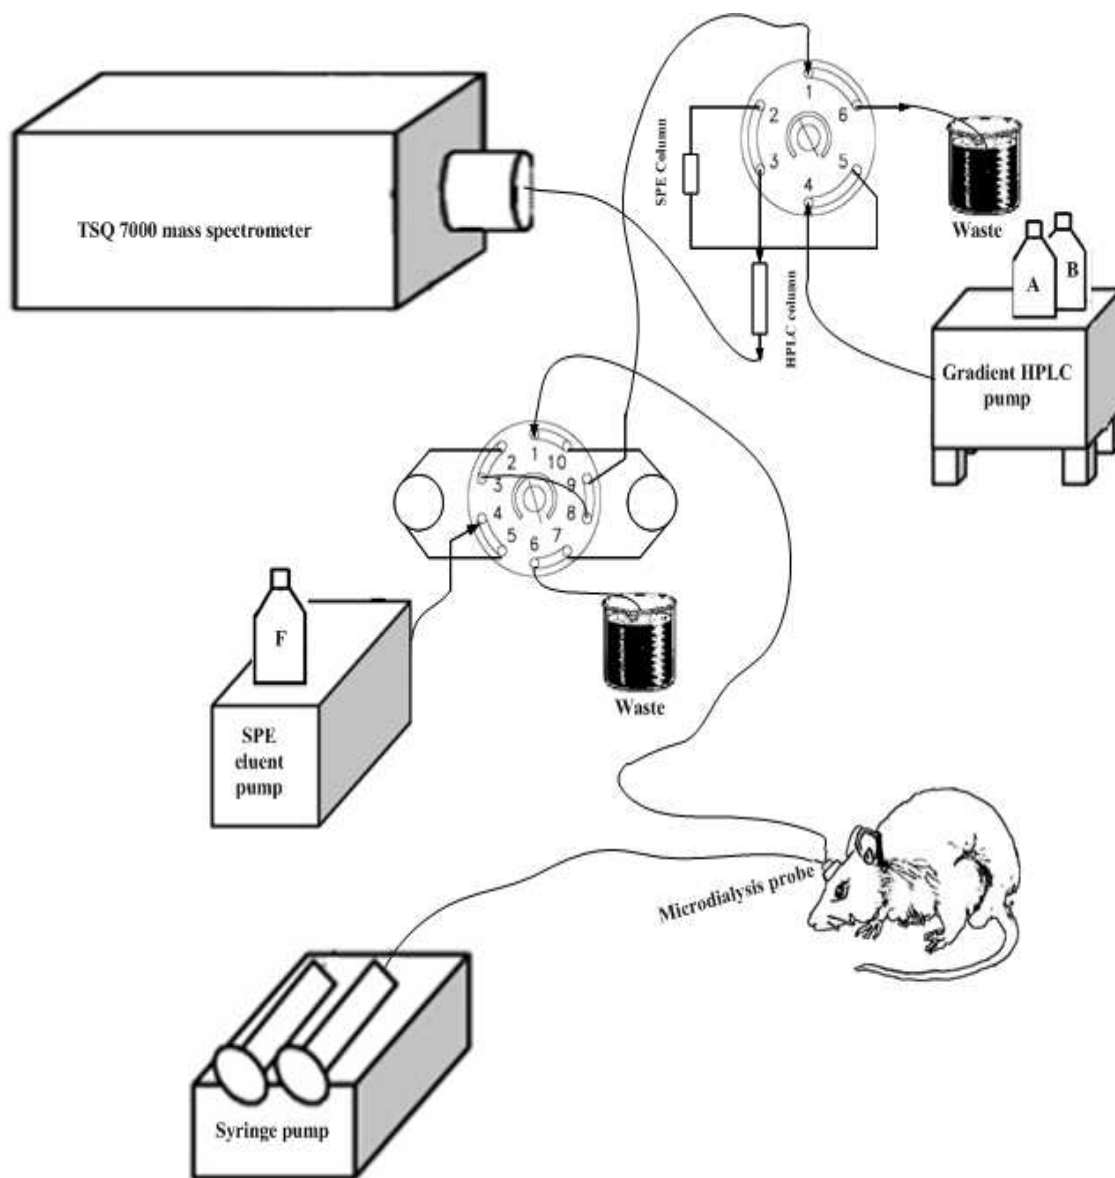 1
2
6
3
5
4
SPE Column
Waste
TSQ 7000 mass spectrometer
A
B
HPLC column
Gradient HPLC
pump
1
2
10
3
9
4
8
5
6
7
F
Waste
SPE
eluent
pump
Microdialysis probe
Syringe pump